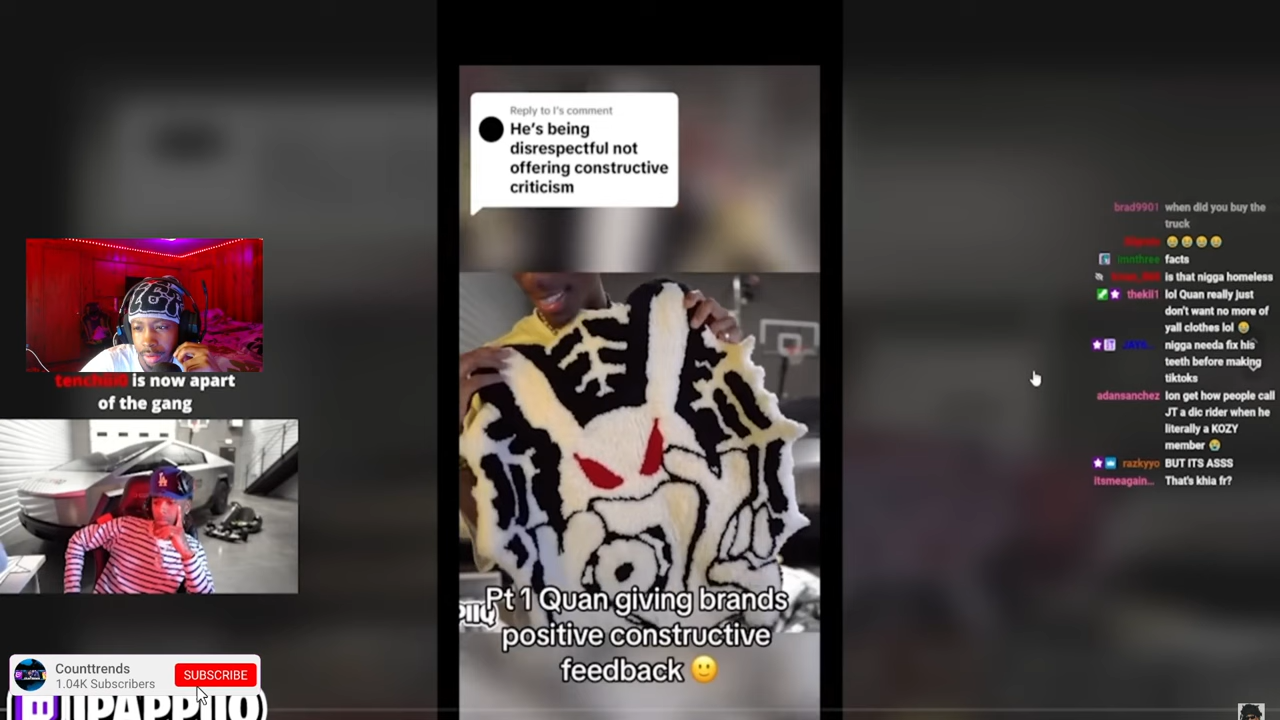 Reply to I's comment
He's being
disrespectful not
offering constructive
criticism
tenchiii0 is now apart
of the gang
Counttrends
1.04K Subscribers
SUBSCRIBE
Pt 1 Quan giving brands
positive constructive
feedback 🙂
brad9901 when did you buy the
truck
😂😂😂😂
imnthree facts
is that nigga homeless
thekii1 lol Quan really just
don't want no more of
yall clothes lol 😂
nigga needa fix his
teeth before making
tiktoks
adansanchez Ion get how people call
JT a dic rider when he
literally a KOZY
member 😭
razkyyo BUT ITS ASSS
itsmeagain... That's khia fr?